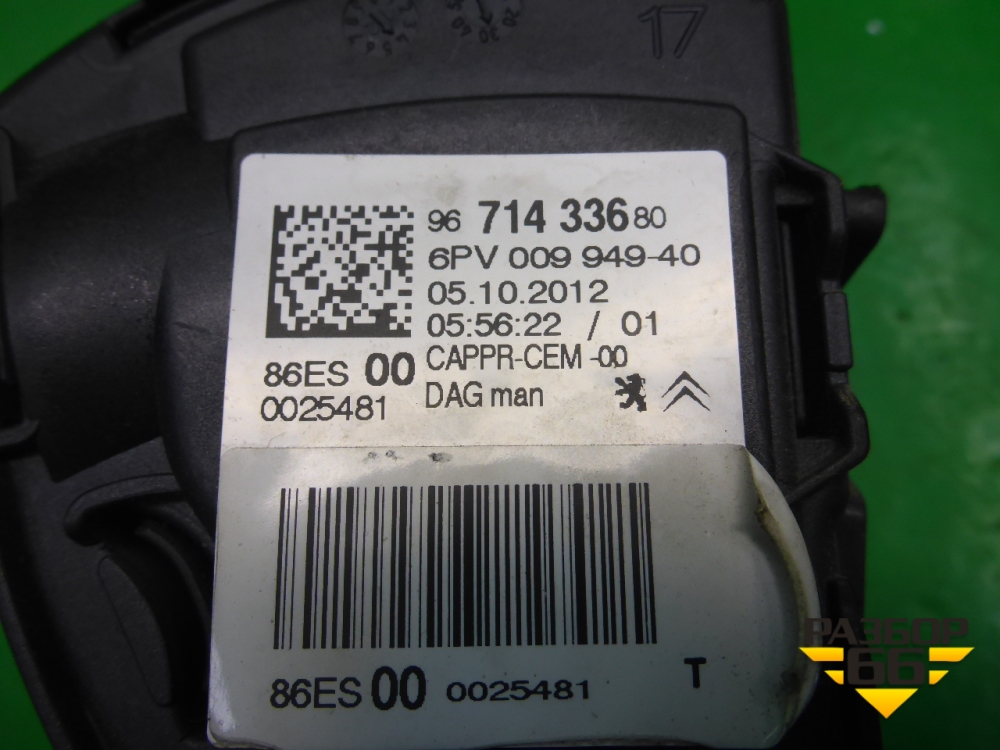 17
96 714 336 80
6PV 009 949-40
05.10.2012
05:56:22 / 01
CAPPR-CEM -00
DAG man
86ES 00
0025481
86ES 00 0025481 T
РАЗБОР
66